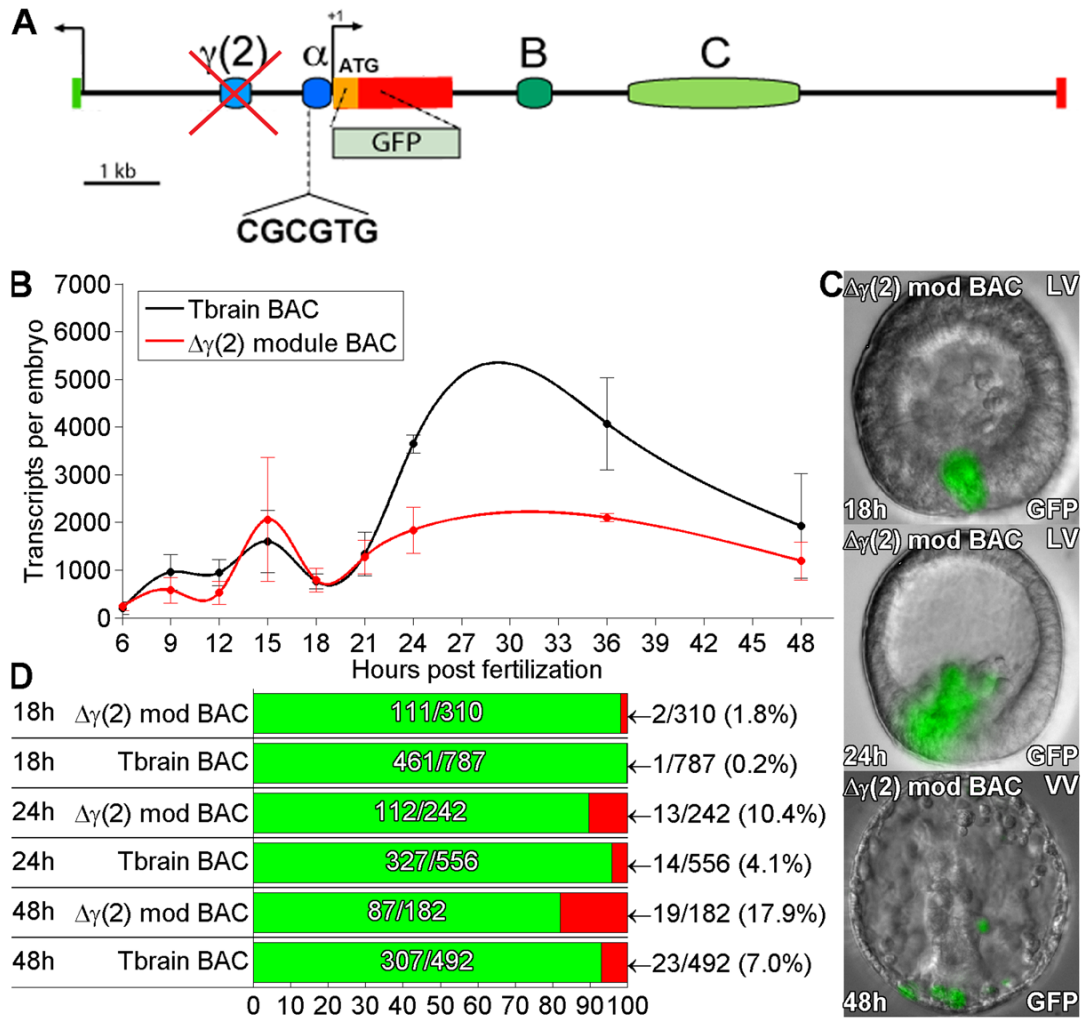 A
γ(2)
α
+1
ATG
B
C
GFP
1 kb
CGCGTG
B
7000
6000
5000
4000
3000
2000
1000
0
Transcripts per embryo
Tbrain BAC
Δγ(2) module BAC
6 9 12 15 18 21 24 27 30 33 36 39 42 45 48
Hours post fertilization
C
Δγ(2) mod BAC LV
18h GFP
Δγ(2) mod BAC LV
24h GFP
Δγ(2) mod BAC VV
48h GFP
D
18h Δγ(2) mod BAC 111/310 ←2/310 (1.8%)
18h Tbrain BAC 461/787 ←1/787 (0.2%)
24h Δγ(2) mod BAC 112/242 ←13/242 (10.4%)
24h Tbrain BAC 327/556 ←14/556 (4.1%)
48h Δγ(2) mod BAC 87/182 ←19/182 (17.9%)
48h Tbrain BAC 307/492 ←23/492 (7.0%)
0 10 20 30 40 50 60 70 80 90 100